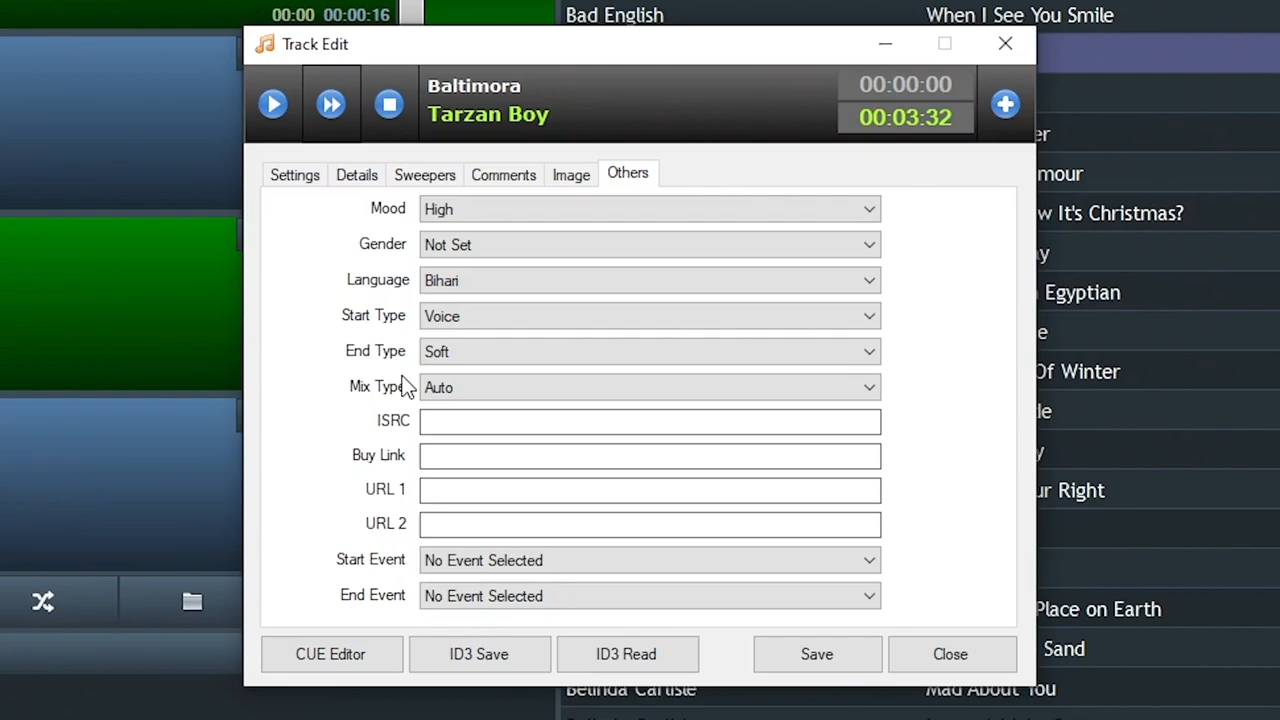 00:00 00:00:16
Bad English When I See You Smile
Track Edit
Baltimora
Tarzan Boy
00:00:00
00:03:32
Settings Details Sweepers Comments Image Others
Mood High
Gender Not Set
Language Bihari
Start Type Voice
End Type Soft
Mix Type Auto
ISRC
Buy Link
URL 1
URL 2
Start Event No Event Selected
End Event No Event Selected
CUE Editor ID3 Save ID3 Read Save Close
er
mour
w It's Christmas?
ay
Egyptian
e
Of Winter
le
y
ur Right
Place on Earth
Sand
Belinda Carlisle Mad About You